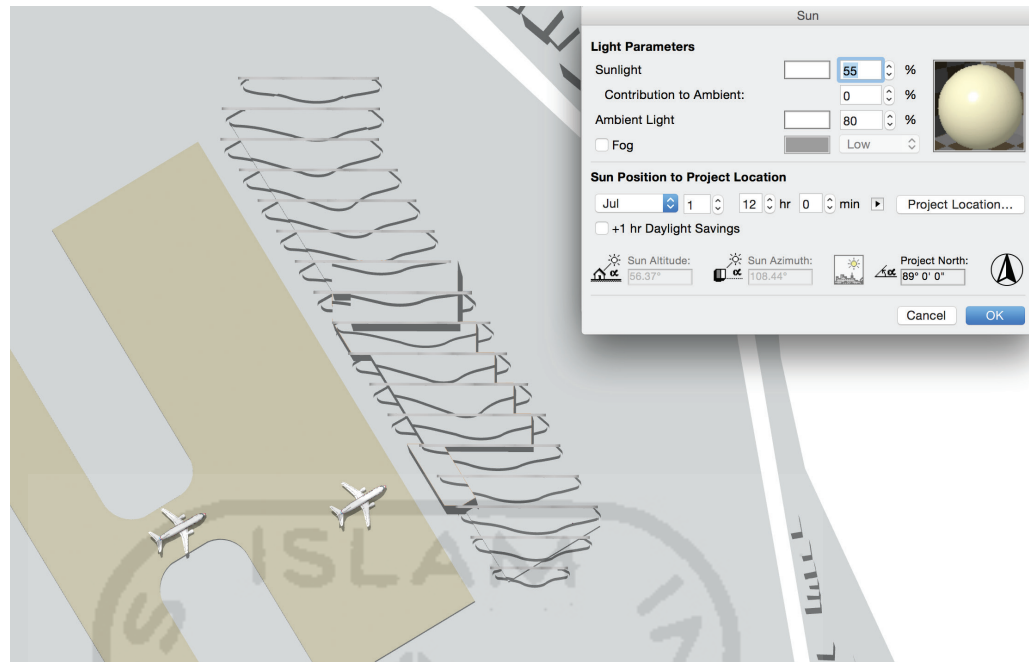 Sun
Light Parameters
Sunlight 55 %
Contribution to Ambient: 0 %
Ambient Light 80 %
Fog Low
Sun Position to Project Location
Jul 1 12 hr 0 min Project Location...
+1 hr Daylight Savings
Sun Altitude: Sun Azimuth: Project North:
α 56.37° α 108.44° α 89° 0' 0"
Cancel OK
ISLAM
S IN